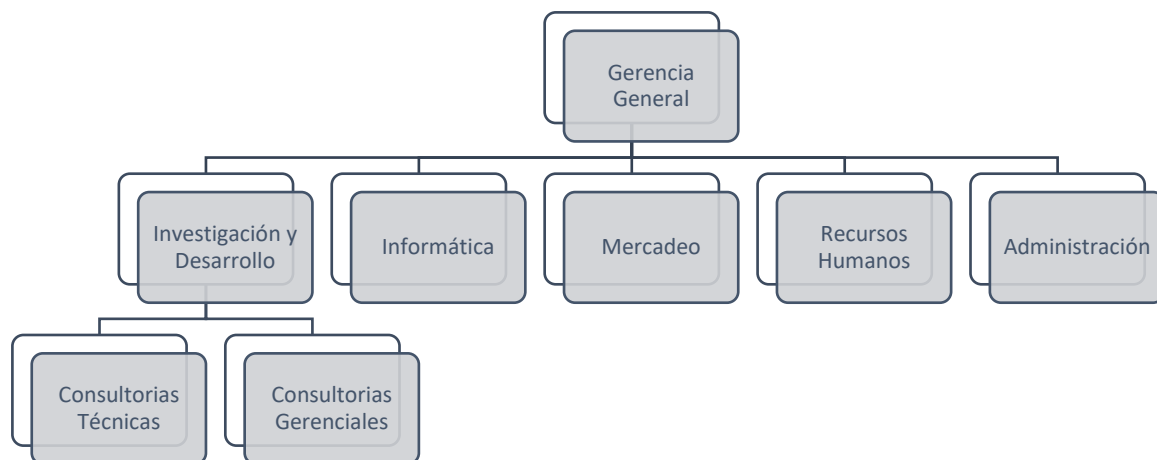 Gerencia
General
Investigación y
Desarrollo
Informática
Mercadeo
Recursos
Humanos
Administración
Consultorias
Técnicas
Consultorias
Gerenciales